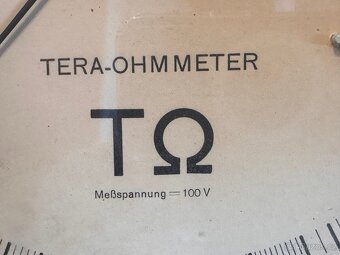 TERA-OHMMETER
TΩ
Meßspannung = 100 V